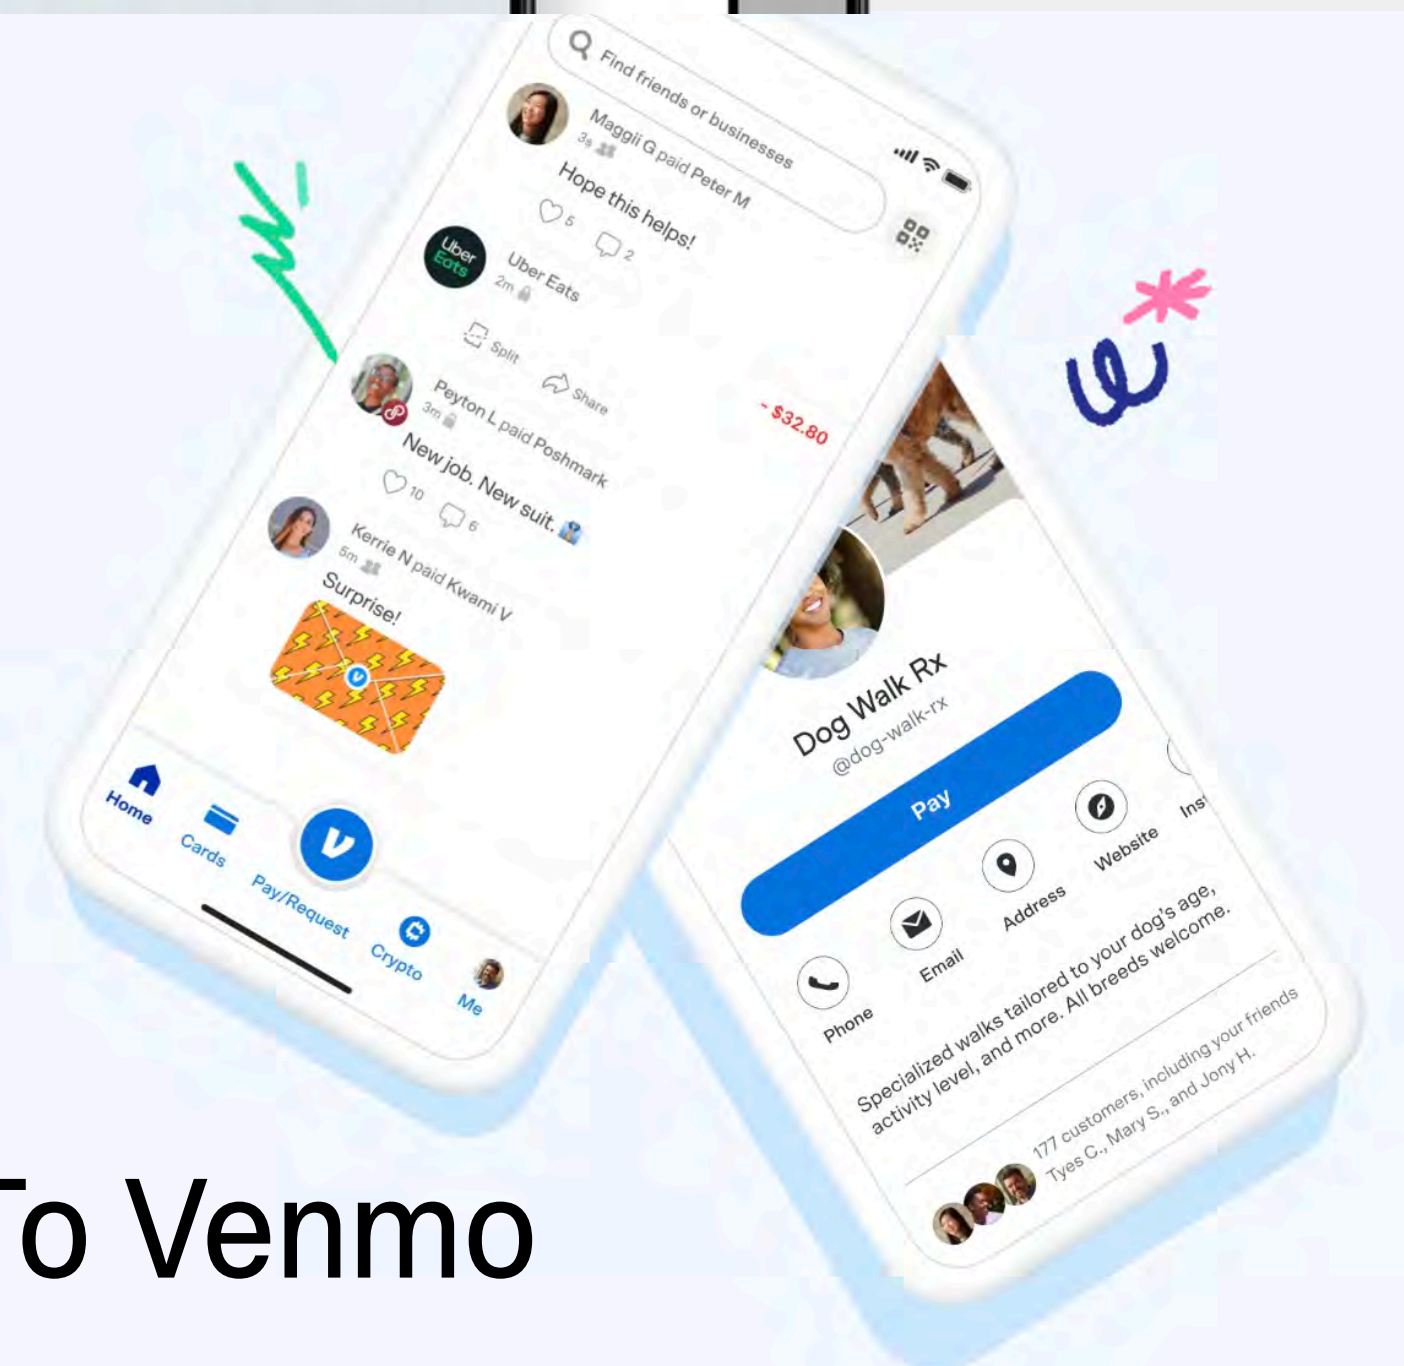 Find friends or businesses
Maggii G paid Peter M
3s
Hope this helps!
5 2
Uber
Eats
Uber Eats
2m
- $32.80
Split Share
Peyton L paid Poshmark
3m
New job. New suit.
10 6
Kerrie N paid Kwami V
5m
Surprise!
Home
Cards
Pay/Request
Crypto
Me
Dog Walk Rx
@dog-walk-rx
Pay
Phone
Email
Address
Website
Specialized walks tailored to your dog's age,
activity level, and more. All breeds welcome.
177 customers, including your friends
Tyes C., Mary S., and Jony H.
To Venmo